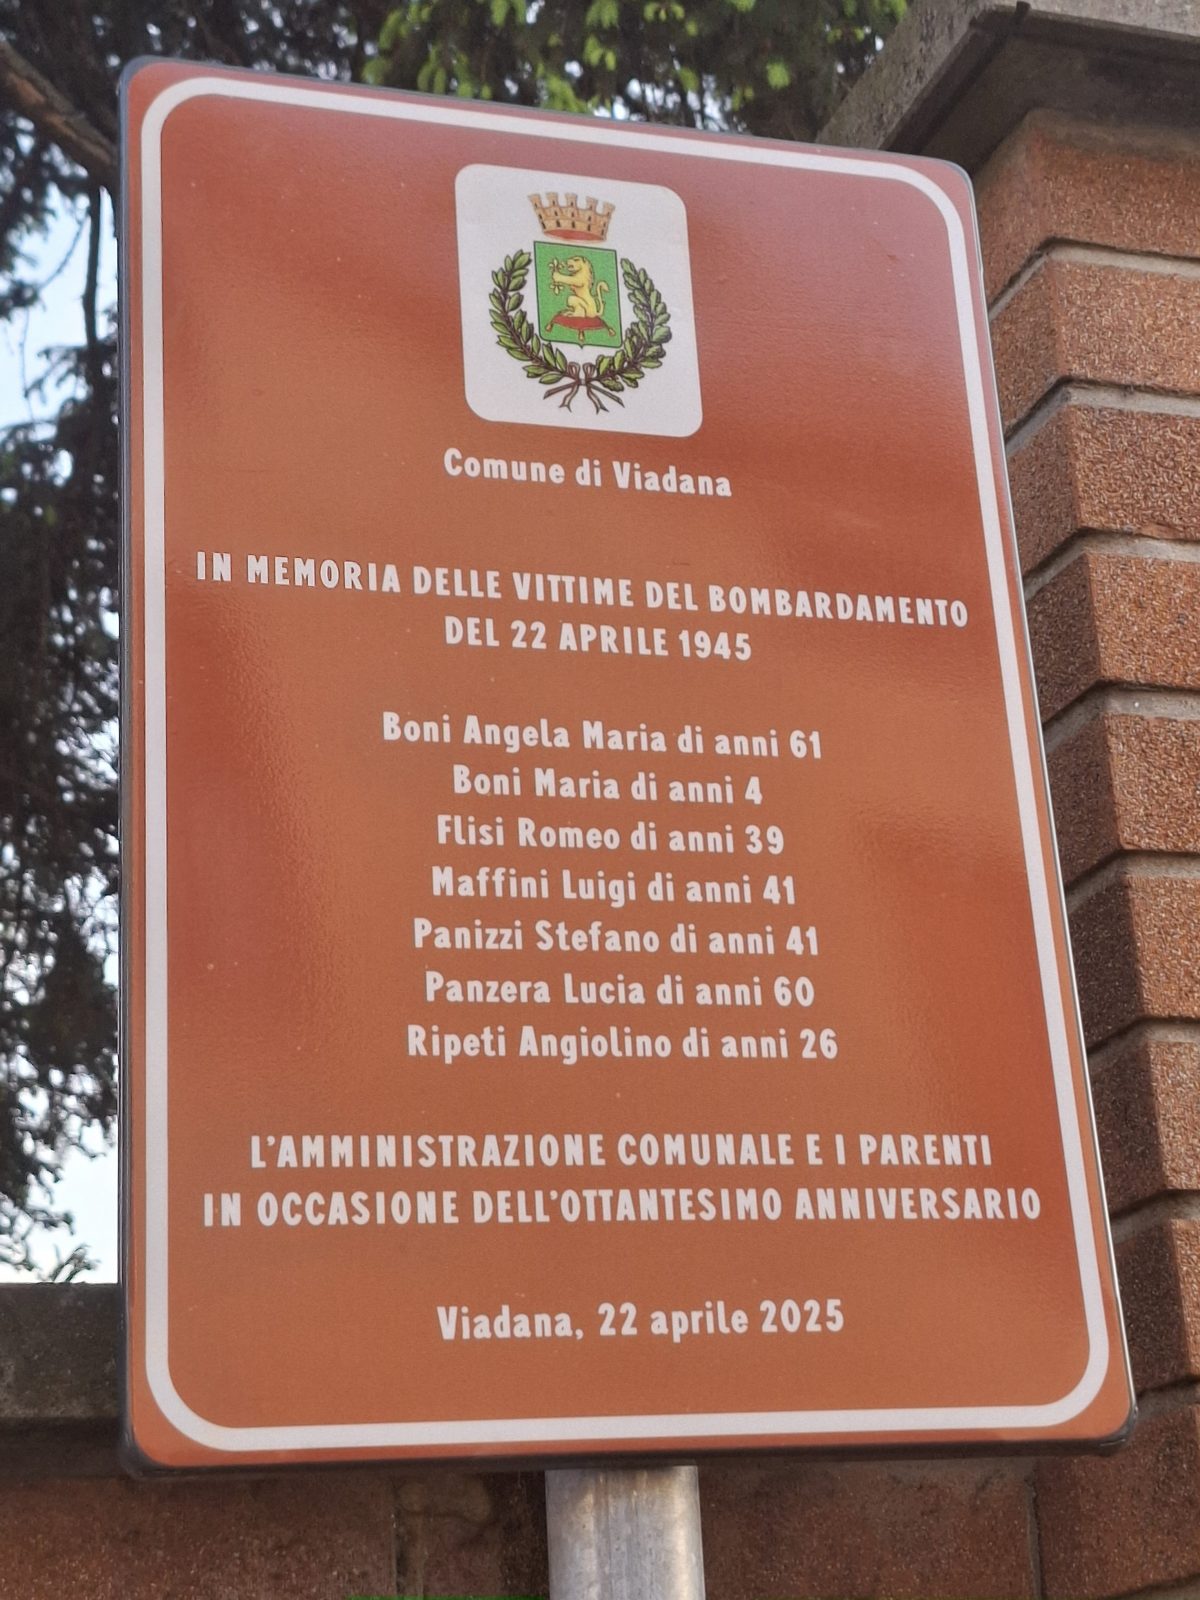 Comune di Viadana
IN MEMORIA DELLE VITTIME DEL BOMBARDAMENTO
DEL 22 APRILE 1945
Boni Angela Maria di anni 61
Boni Maria di anni 4
Flisi Romeo di anni 39
Maffini Luigi di anni 41
Panizzi Stefano di anni 41
Panzera Lucia di anni 60
Ripeti Angiolino di anni 26
L'AMMINISTRAZIONE COMUNALE E I PARENTI
IN OCCASIONE DELL'OTTANTESIMO ANNIVERSARIO
Viadana, 22 aprile 2025